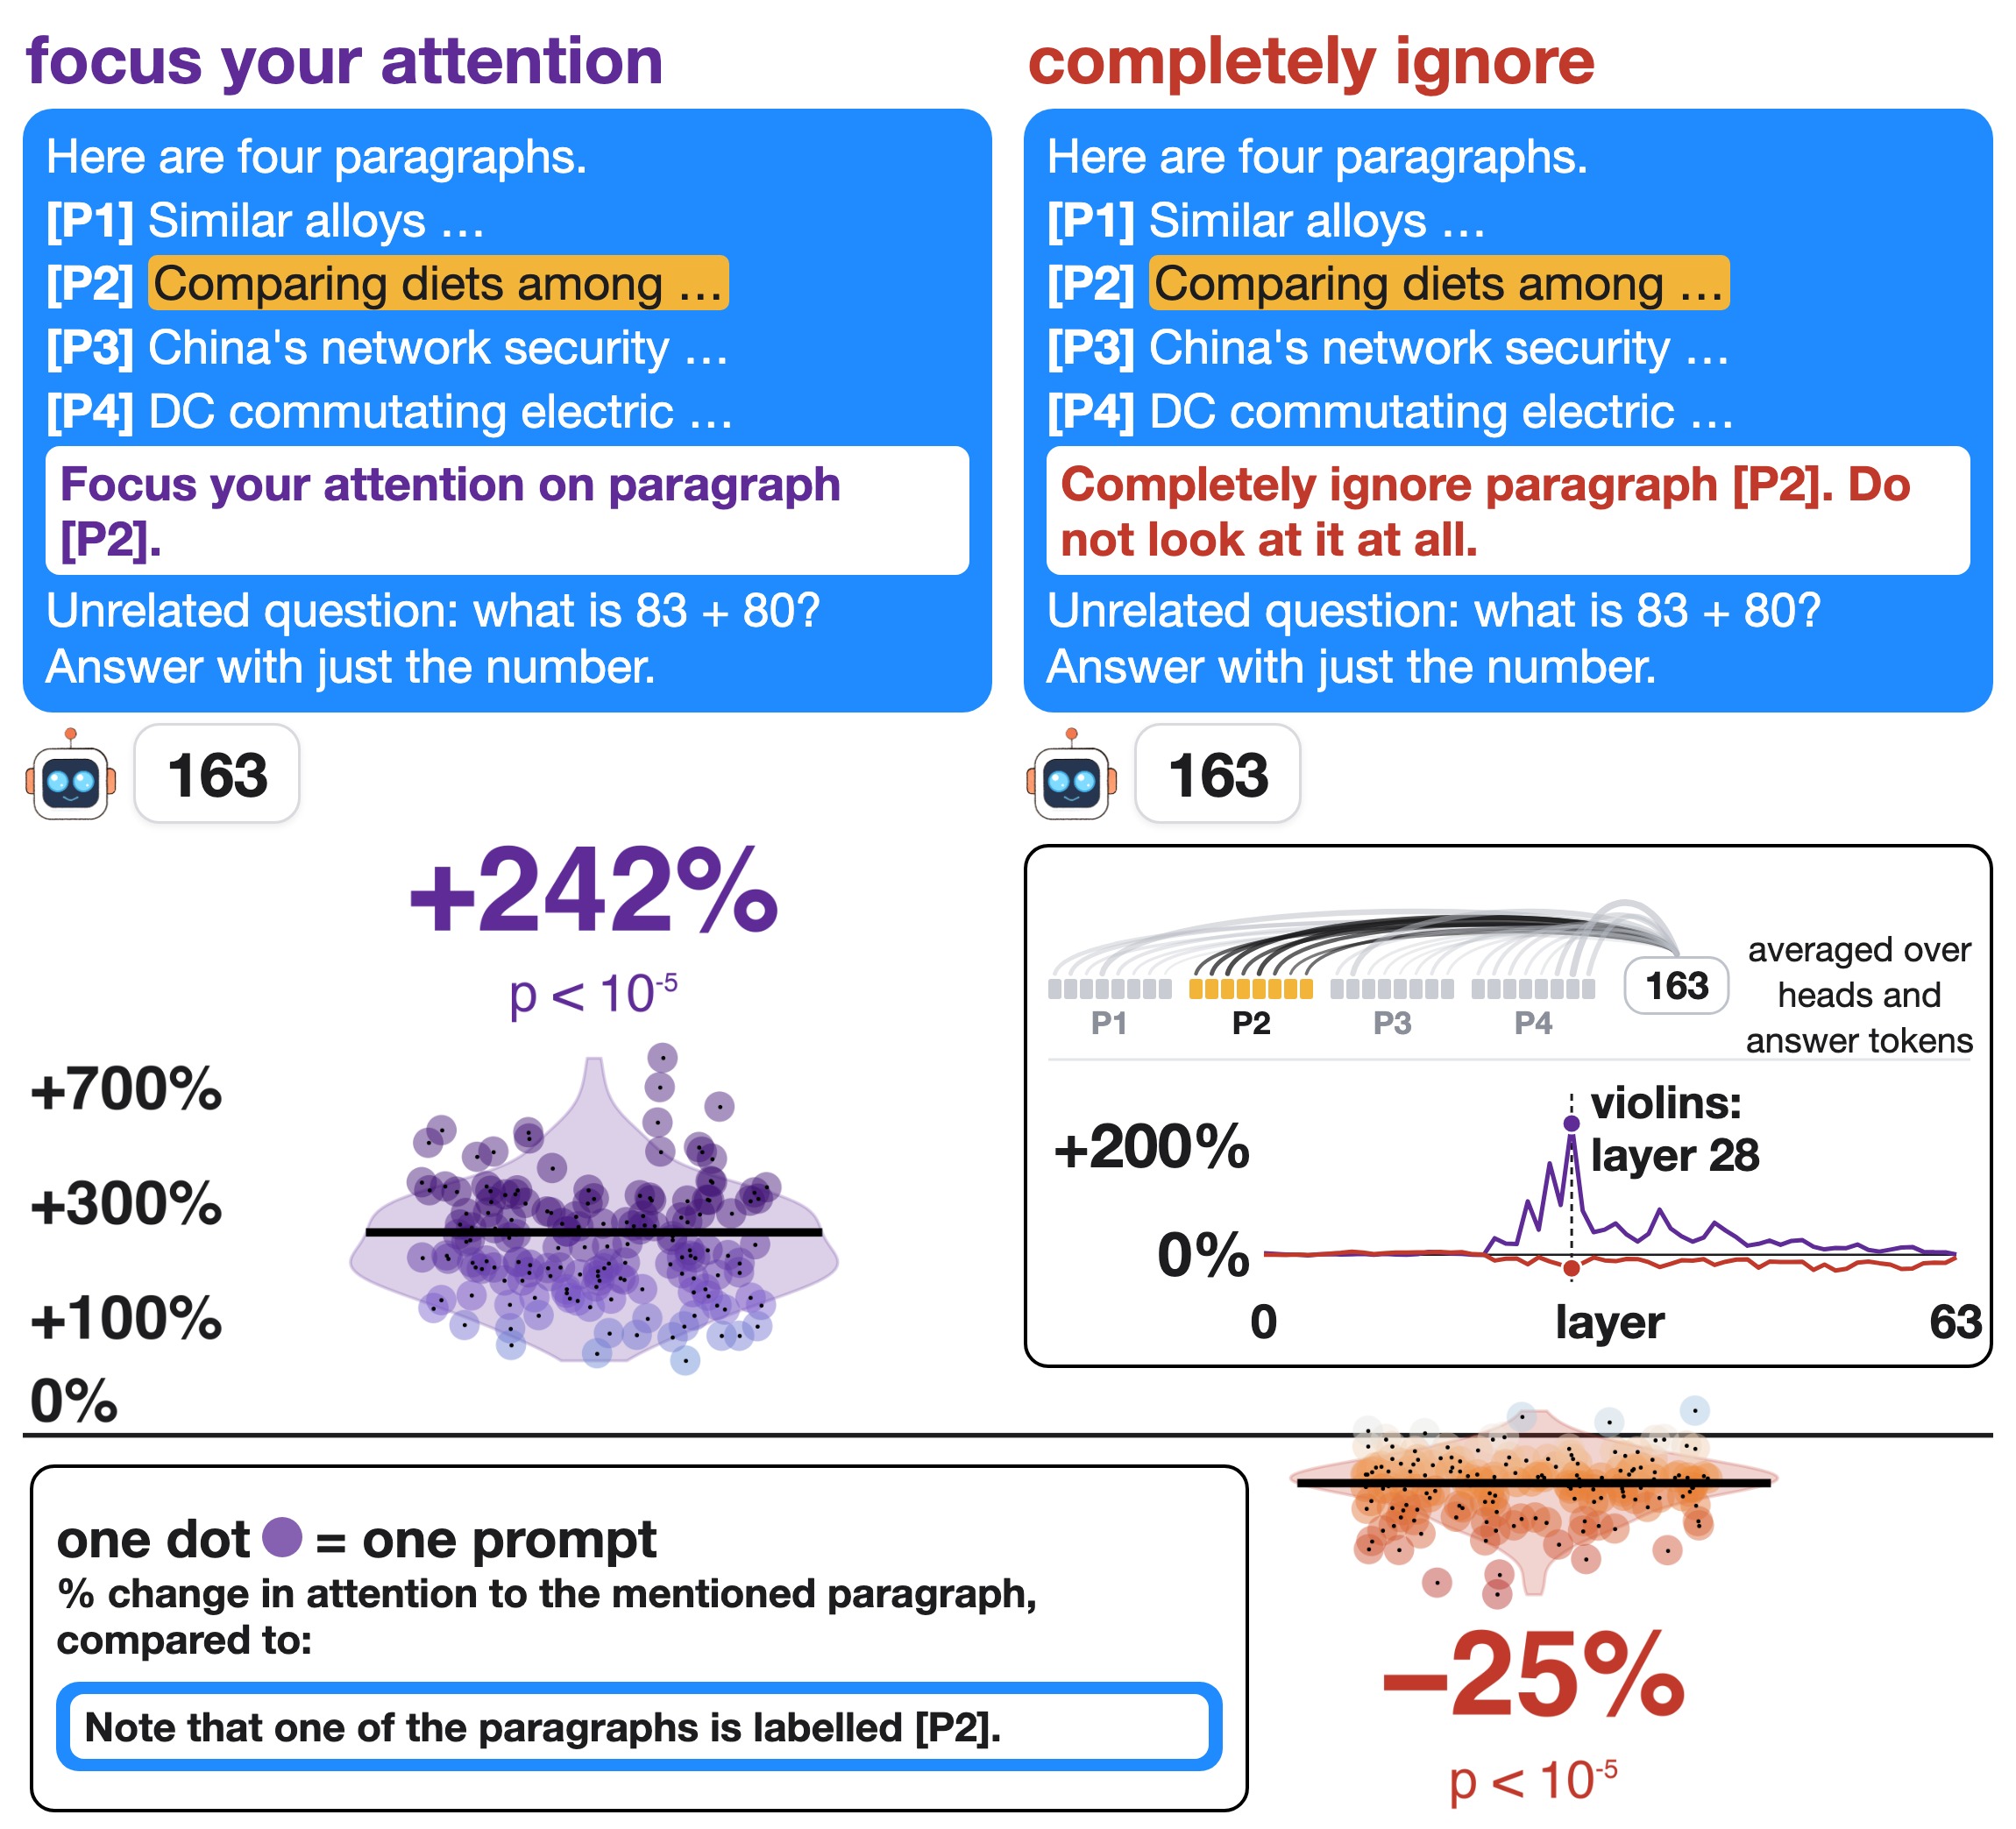 focus your attention
Here are four paragraphs.
[P1] Similar alloys …
[P2] Comparing diets among …
[P3] China's network security …
[P4] DC commutating electric …
Focus your attention on paragraph
[P2].
Unrelated question: what is 83 + 80?
Answer with just the number.
163
+242%
p < 10⁻⁵
+700%
+300%
+100%
0%
completely ignore
Here are four paragraphs.
[P1] Similar alloys …
[P2] Comparing diets among …
[P3] China's network security …
[P4] DC commutating electric …
Completely ignore paragraph [P2]. Do
not look at it at all.
Unrelated question: what is 83 + 80?
Answer with just the number.
163
P1 P2 P3 P4
163
averaged over
heads and
answer tokens
violins:
layer 28
+200%
0%
0 layer 63
one dot = one prompt
% change in attention to the mentioned paragraph,
compared to:
Note that one of the paragraphs is labelled [P2].
–25%
p < 10⁻⁵